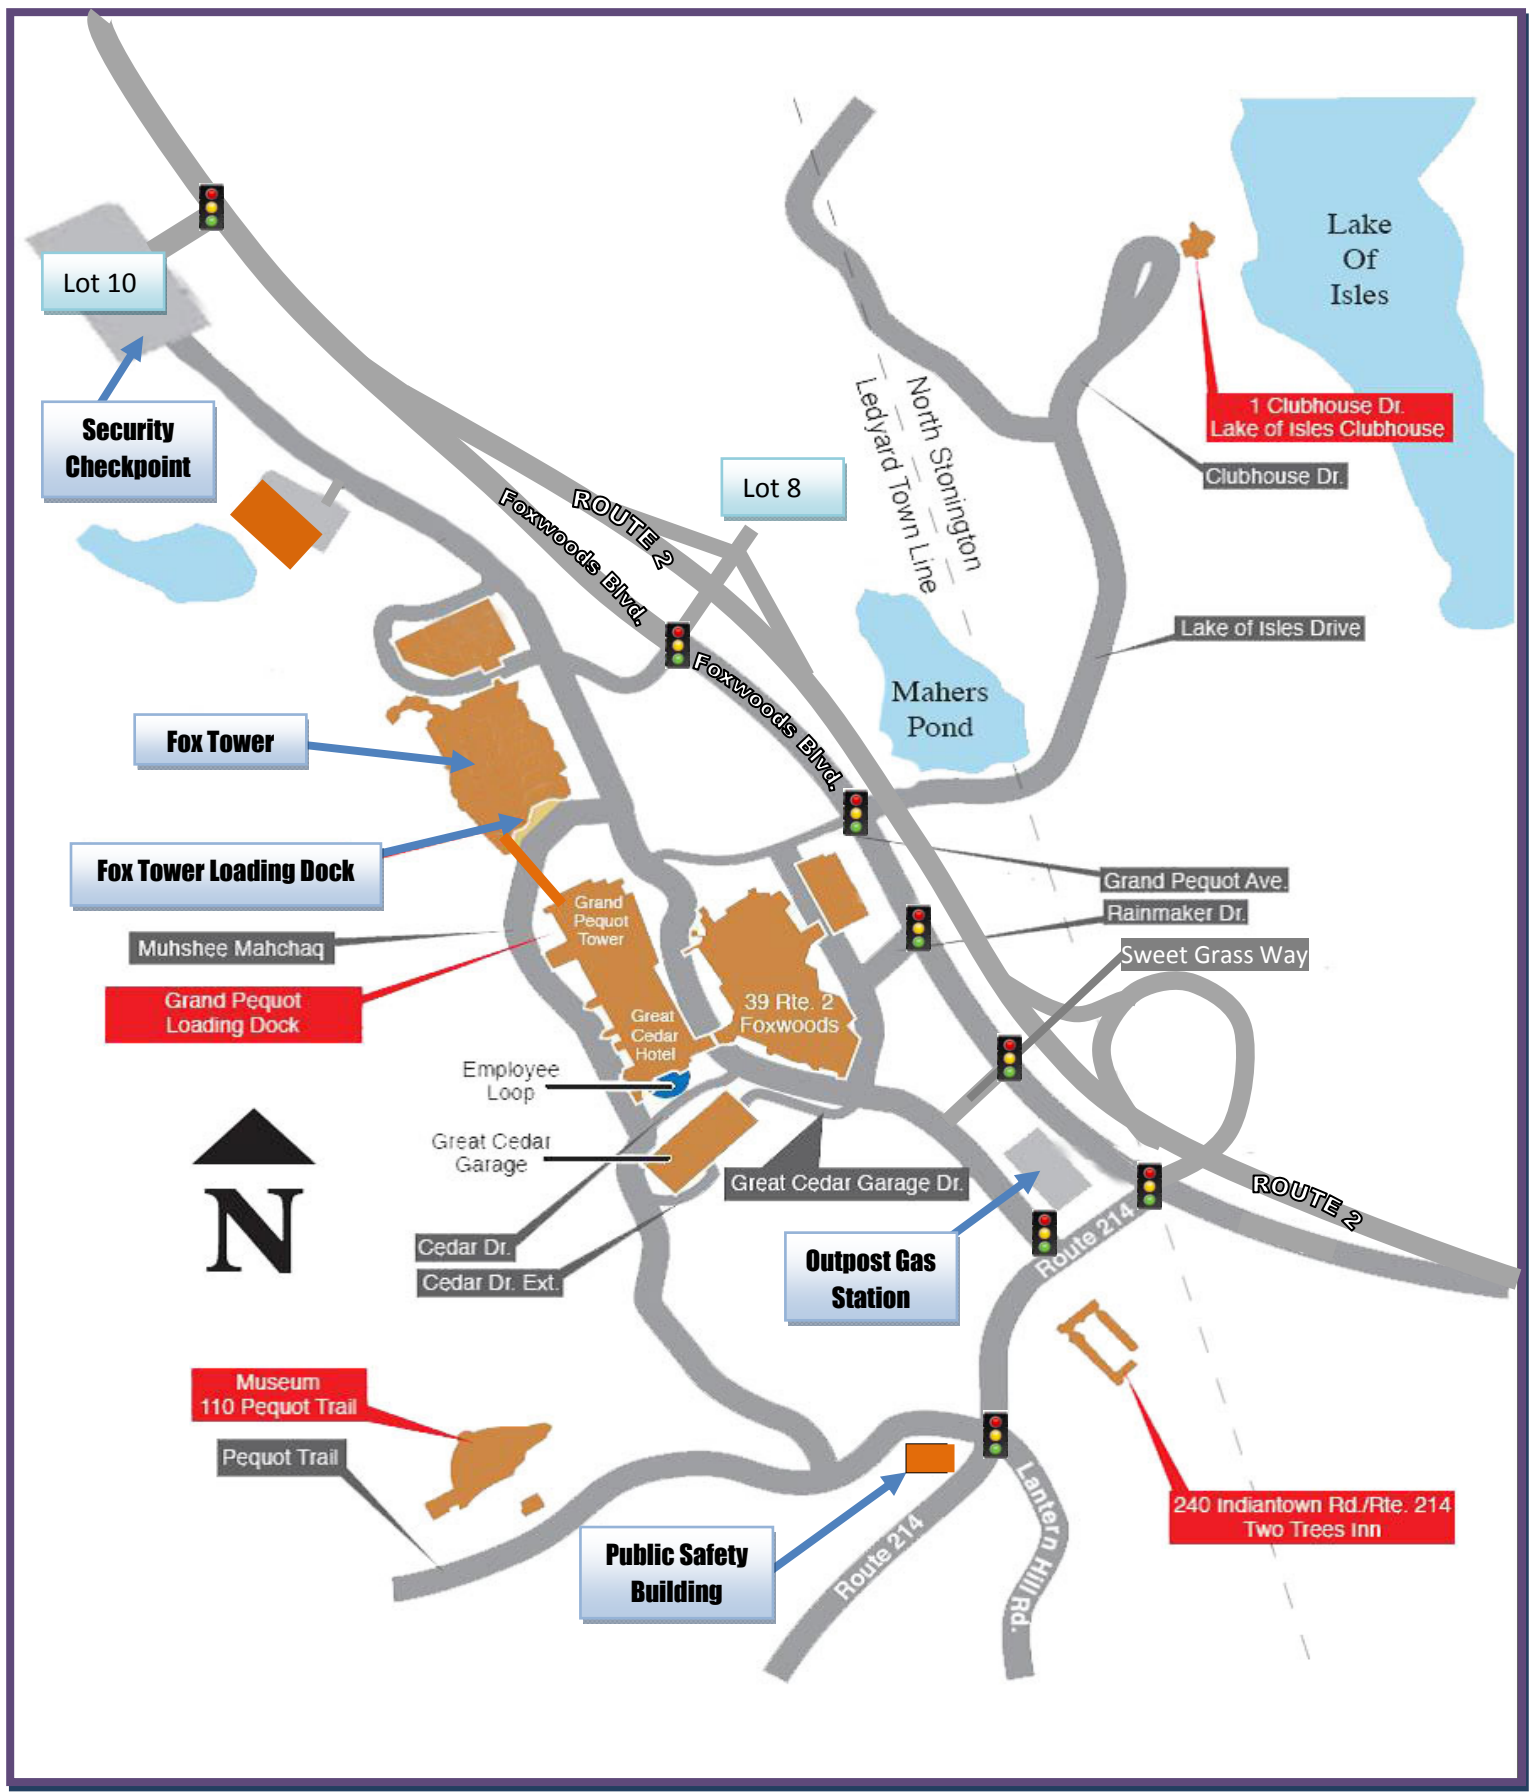 Lake
Of
Isles
Lot 10
1 Clubhouse Dr.
Lake of Isles Clubhouse
North Stonington
Ledyard Town Line
Security
Checkpoint
Clubhouse Dr.
Lot 8
ROUTE 2
Foxwoods Blvd.
Lake of Isles Drive
Foxwoods Blvd.
Mahers
Pond
Fox Tower
Fox Tower Loading Dock
Grand Pequot Ave.
Rainmaker Dr.
Grand
Pequot
Tower
Muhshee Mahchaq
Sweet Grass Way
Grand Pequot
Loading Dock
39 Rte. 2
Foxwoods
Great
Cedar
Hotel
Employee
Loop
Great Cedar
Garage
Great Cedar Garage Dr.
ROUTE 2
N
Route 214
Cedar Dr.
Cedar Dr. Ext.
Outpost Gas
Station
Museum
110 Pequot Trail
Pequot Trail
240 Indiantown Rd./Rte. 214
Two Trees Inn
Lantern Hill Rd.
Route 214
Public Safety
Building